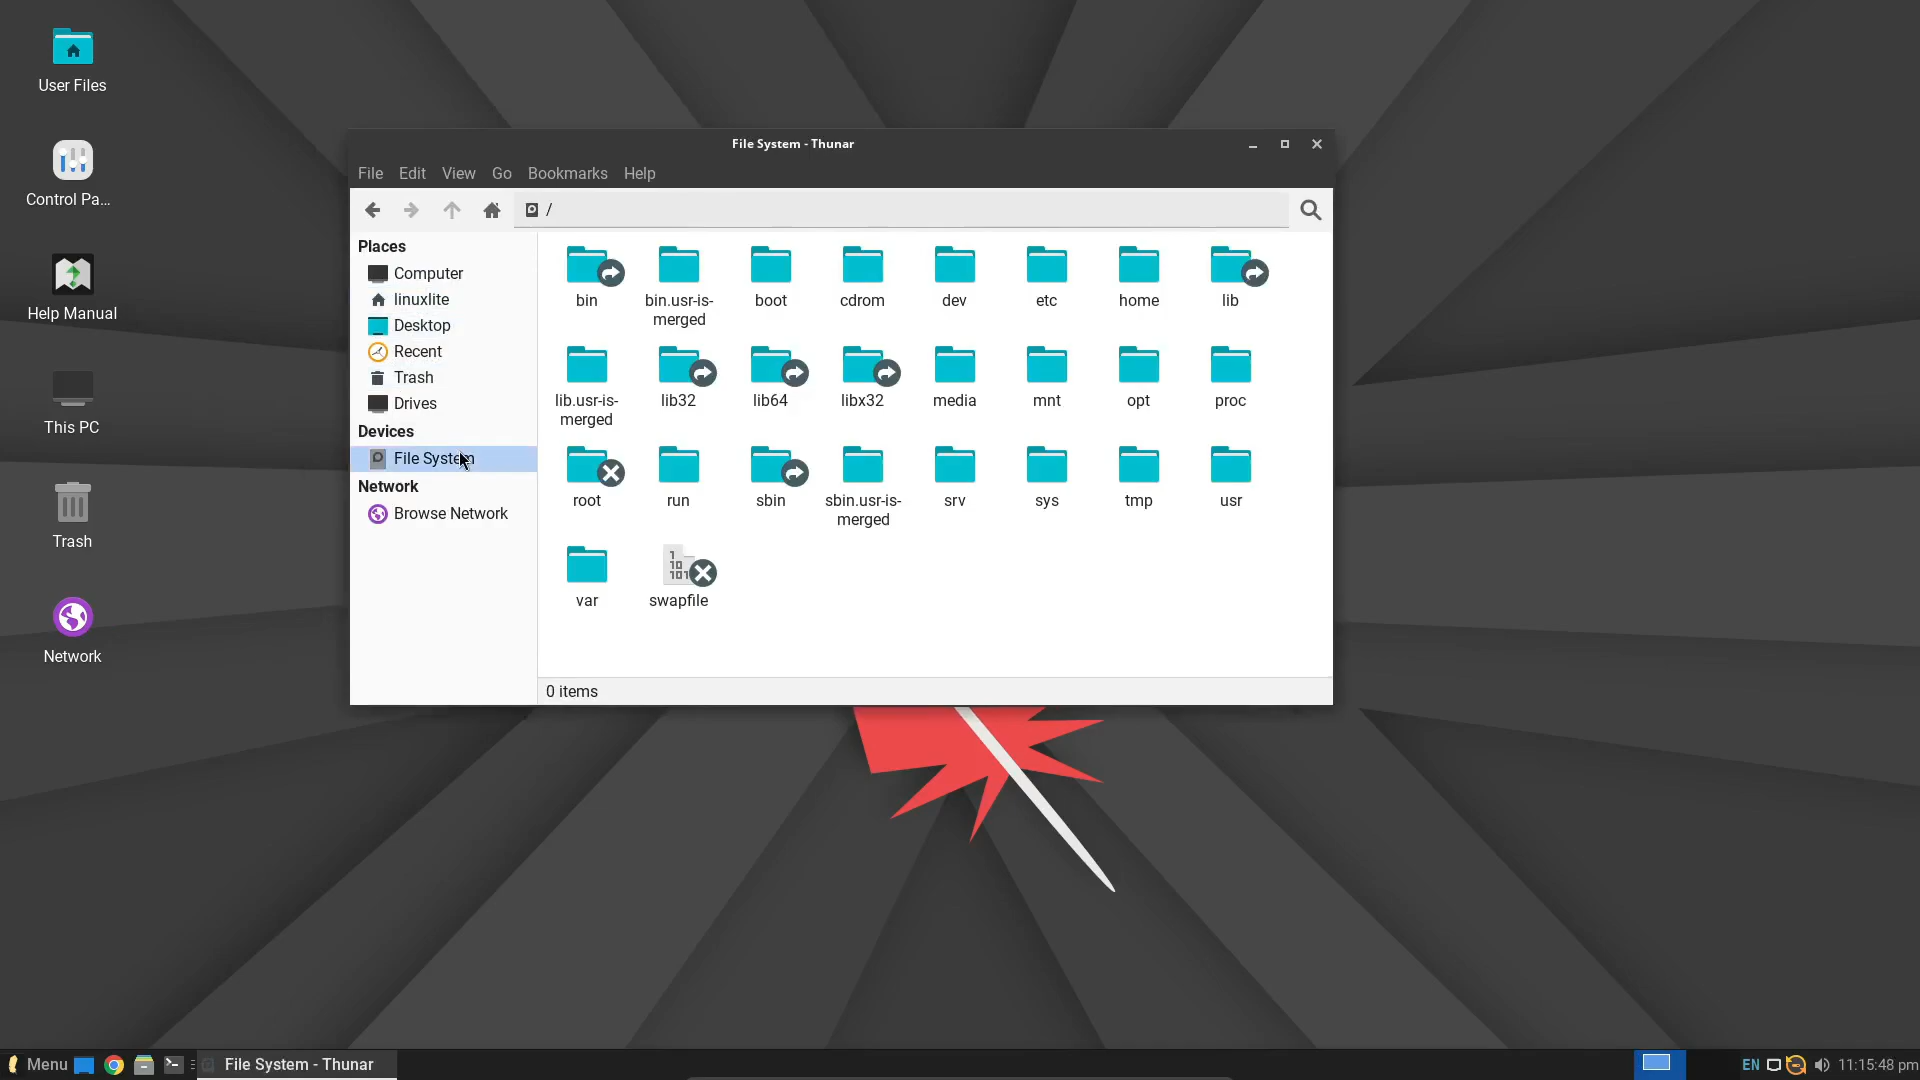 User Files
Control Pa...
Help Manual
This PC
Trash
Network
File System - Thunar
File Edit View Go Bookmarks Help
/
Places
Computer
linuxlite
Desktop
Recent
Trash
Drives
Devices
File System
Network
Browse Network
bin
bin.usr-is-
merged
boot
cdrom
dev
etc
home
lib
lib.usr-is-
merged
lib32
lib64
libx32
media
mnt
opt
proc
root
run
sbin
sbin.usr-is-
merged
srv
sys
tmp
usr
var
1
10
101
swapfile
0 items
Menu
File System - Thunar
EN
11:15:48 pm